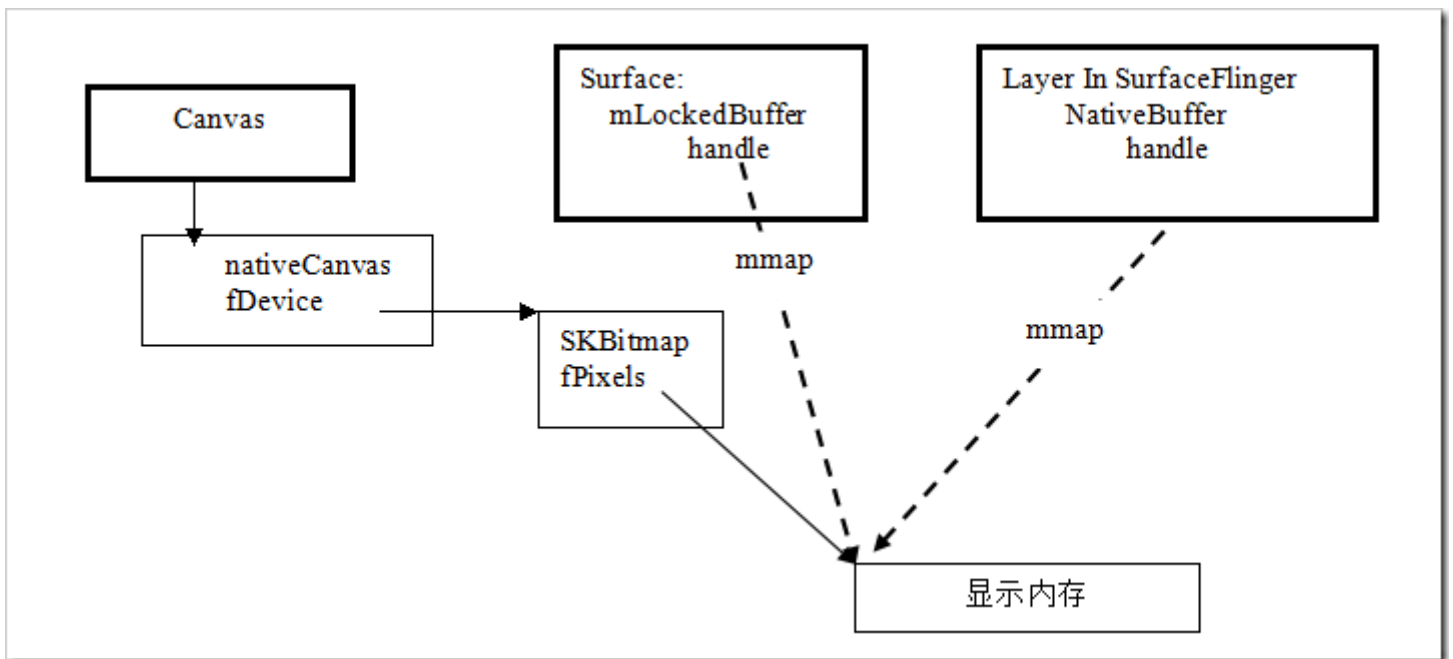 Canvas
nativeCanvas
fDevice
SKBitmap
fPixels
Surface:
mLockedBuffer
handle
mmap
Layer In SurfaceFlinger
NativeBuffer
handle
mmap
显示内存